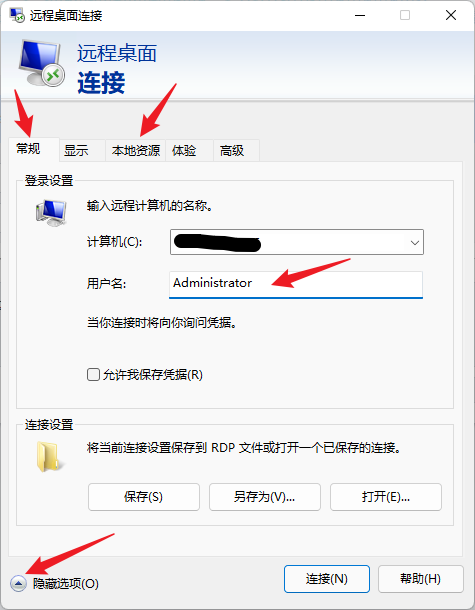 远程桌面连接
远程桌面
连接
常规 显示 本地资源 体验 高级
登录设置
输入远程计算机的名称。
计算机(C):
用户名: Administrator
当你连接时将向你询问凭据。
允许我保存凭据(R)
连接设置
将当前连接设置保存到 RDP 文件或打开一个已保存的连接。
保存(S) 另存为(V)... 打开(E)...
隐藏选项(O) 连接(N) 帮助(H)